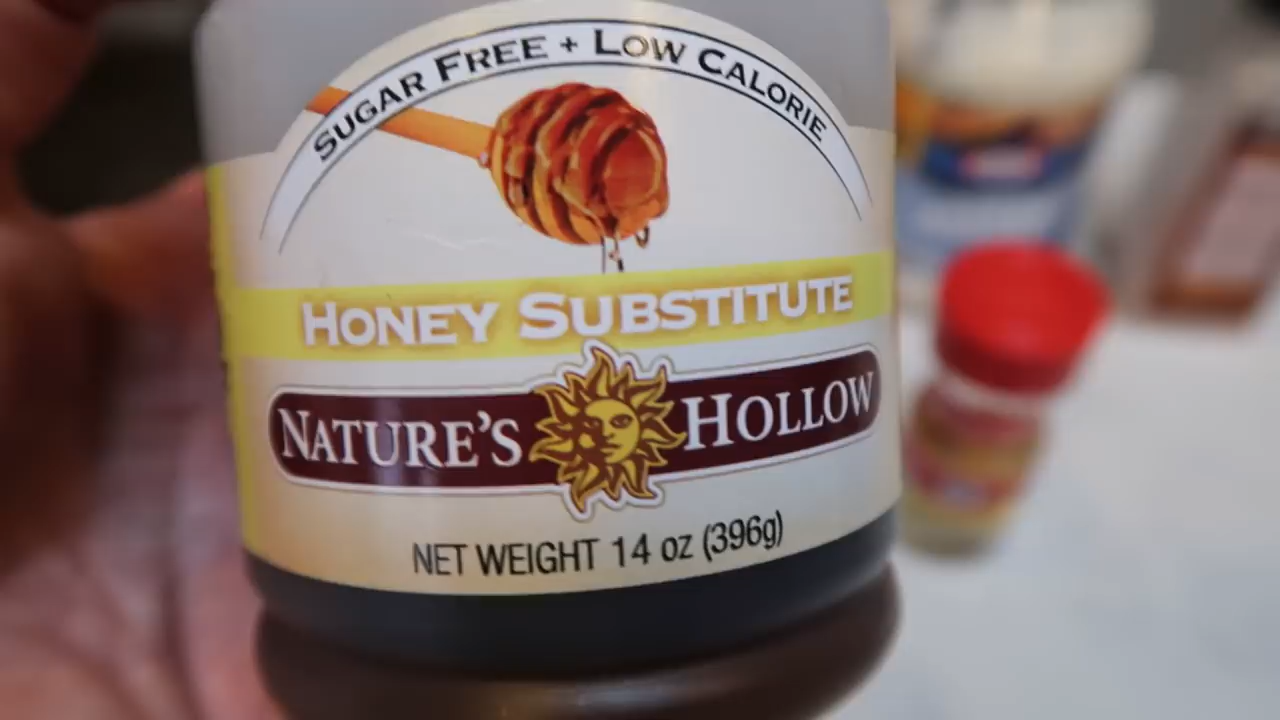 SUGAR FREE + LOW CALORIE
HONEY SUBSTITUTE
NATURE'S HOLLOW
NET WEIGHT 14 oz (396g)